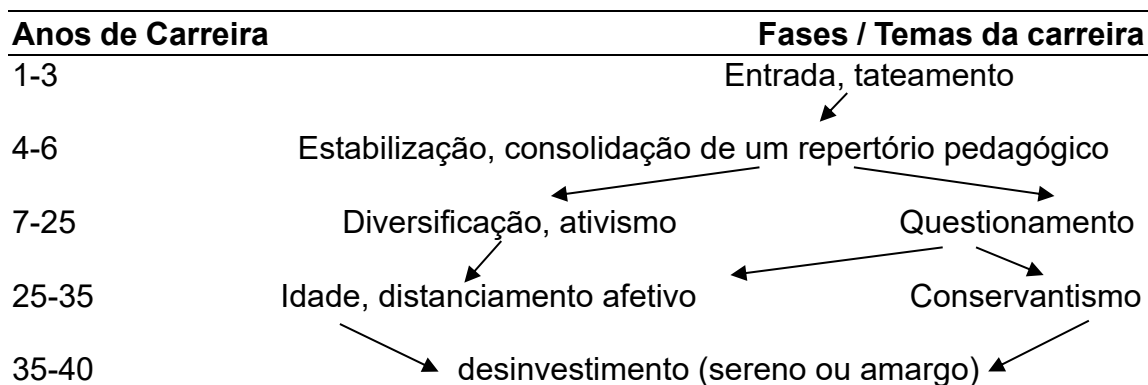 Anos de Carreira Fases / Temas da carreira
1-3 Entrada, tateamento
4-6 Estabilização, consolidação de um repertório pedagógico
7-25 Diversificação, ativismo Questionamento
25-35 Idade, distanciamento afetivo Conservantismo
35-40 desinvestimento (sereno ou amargo)